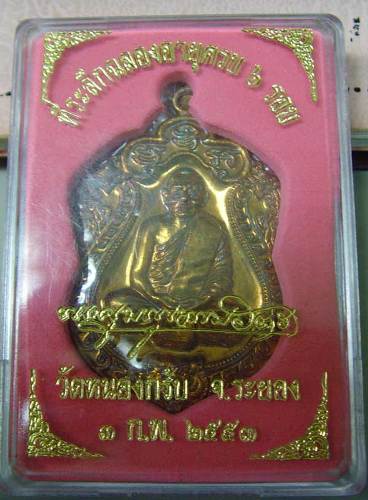 ที่ระลึกฉลองอายุครบ ๖ รอบ
วัดหนองกรับ จ.ระยอง
๓ ก.พ. ๒๕๕๓